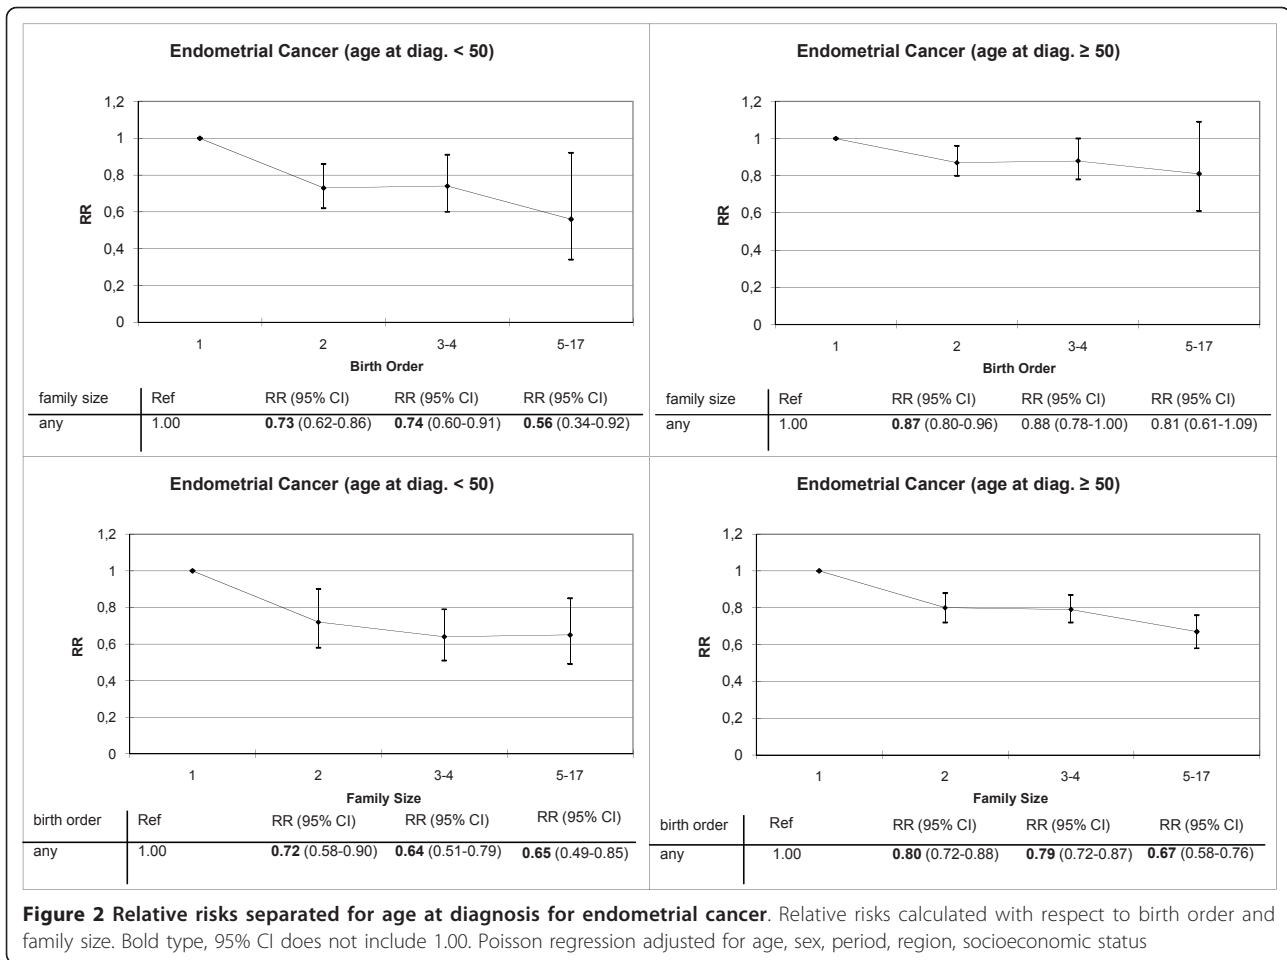 Endometrial Cancer (age at diag. < 50)
1,2
1
0,8
0,6
0,4
0,2
0
RR
1 2 3-4 5-17
Birth Order
family size Ref RR (95% CI) RR (95% CI) RR (95% CI)
any 1.00 0.73 (0.62-0.86) 0.74 (0.60-0.91) 0.56 (0.34-0.92)
Endometrial Cancer (age at diag. ≥ 50)
1,2
1
0,8
0,6
0,4
0,2
0
RR
1 2 3-4 5-17
Birth Order
family size Ref RR (95% CI) RR (95% CI) RR (95% CI)
any 1.00 0.87 (0.80-0.96) 0.88 (0.78-1.00) 0.81 (0.61-1.09)
Endometrial Cancer (age at diag. < 50)
1,2
1
0,8
0,6
0,4
0,2
0
RR
1 2 3-4 5-17
Family Size
birth order Ref RR (95% CI) RR (95% CI) RR (95% CI)
any 1.00 0.72 (0.58-0.90) 0.64 (0.51-0.79) 0.65 (0.49-0.85)
Endometrial Cancer (age at diag. ≥ 50)
1,2
1
0,8
0,6
0,4
0,2
0
RR
1 2 3-4 5-17
Family Size
birth order Ref RR (95% CI) RR (95% CI) RR (95% CI)
any 1.00 0.80 (0.72-0.88) 0.79 (0.72-0.87) 0.67 (0.58-0.76)
Figure 2 Relative risks separated for age at diagnosis for endometrial cancer. Relative risks calculated with respect to birth order and
family size. Bold type, 95% CI does not include 1.00. Poisson regression adjusted for age, sex, period, region, socioeconomic status